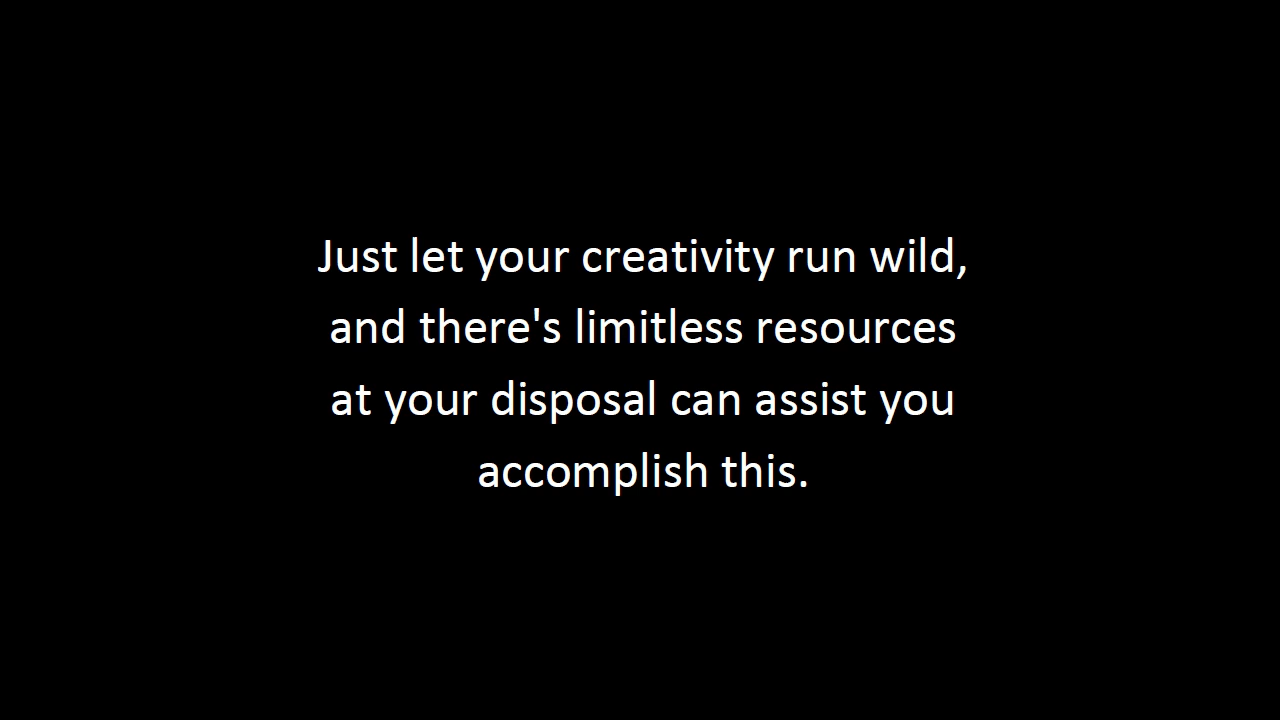 Just let your creativity run wild,
and there's limitless resources
at your disposal can assist you
accomplish this.